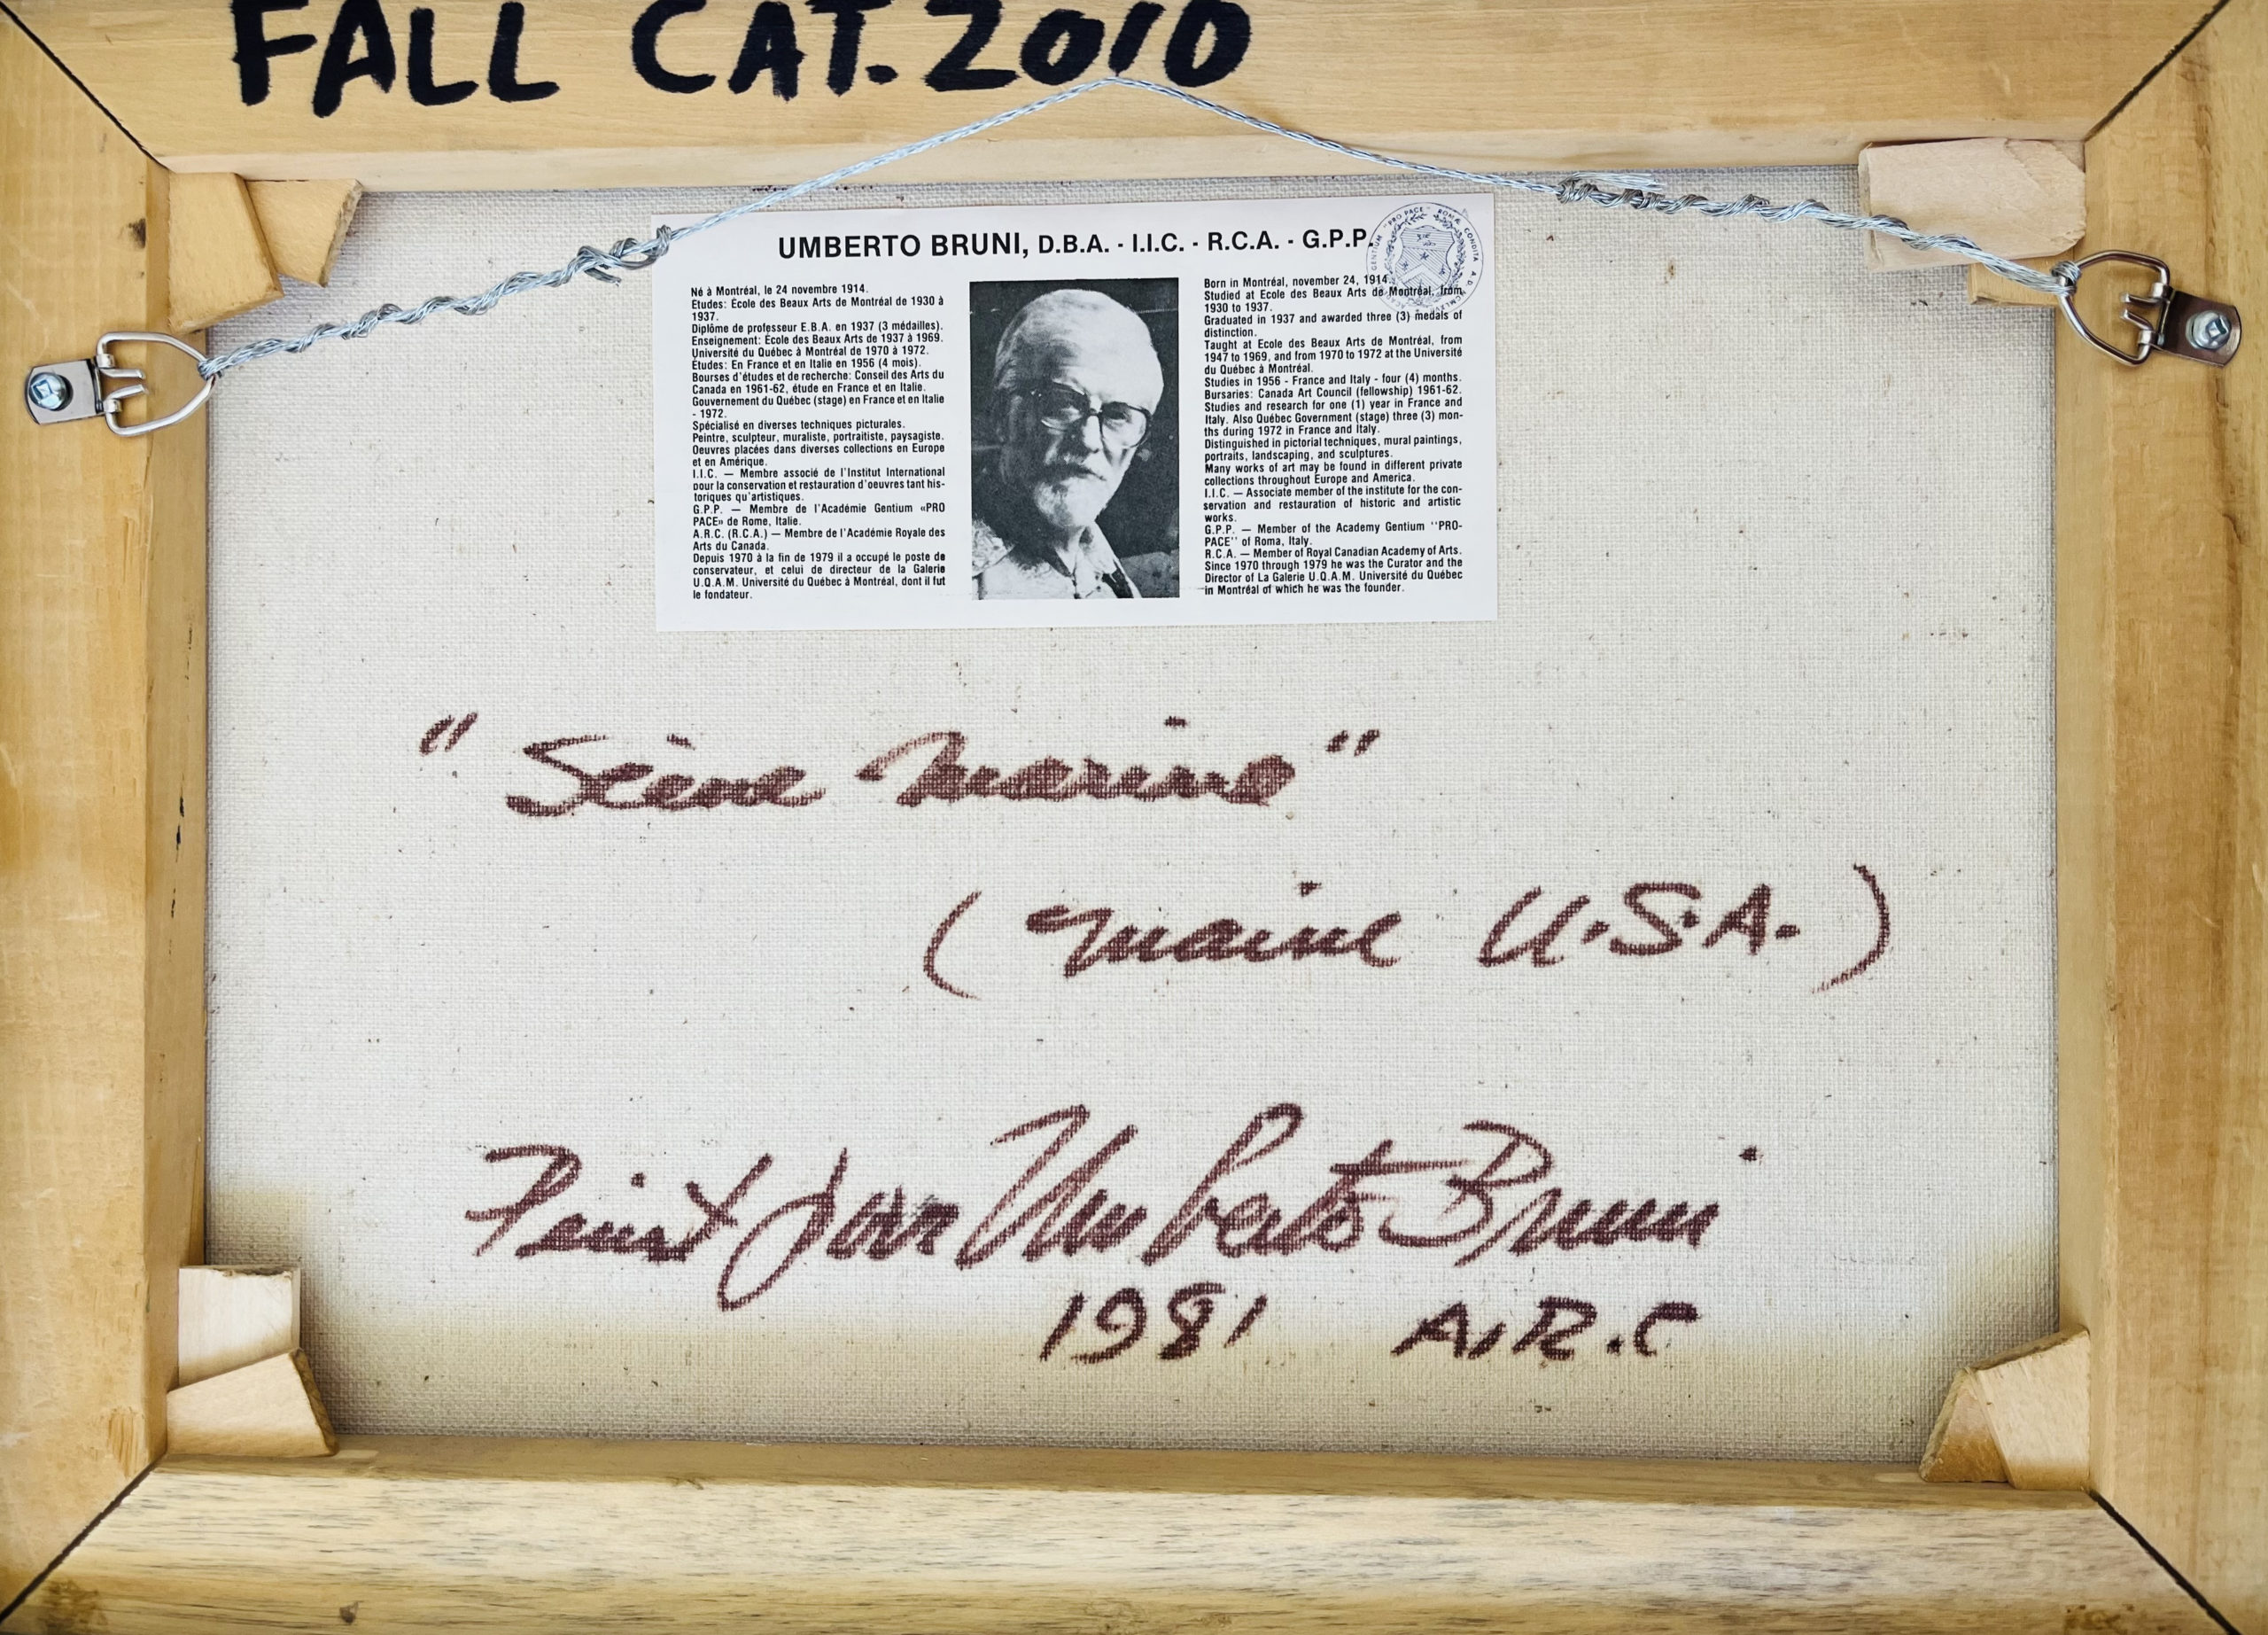 FALL CAT. 2010
UMBERTO BRUNI, D.B.A. - I.I.C. - R.C.A. - G.P.P.
Né à Montréal, le 24 novembre 1914.
Etudes: École des Beaux Arts de Montréal de 1930 à
1937.
Diplôme de professeur E.B.A. en 1937 (3 médailles).
Enseignement: École des Beaux Arts de 1937 à 1969.
Université du Québec à Montréal de 1970 à 1972.
Études: En France et en Italie en 1956 (4 mois).
Bourses d'études et de recherche: Conseil des Arts du
Canada en 1961-62, étude en France et en Italie.
Gouvernement du Québec (stage) en France et en Italie
- 1972.
Spécialisé en diverses techniques picturales.
Peintre, sculpteur, muraliste, portraitiste, paysagiste.
Oeuvres placées dans diverses collections en Europe
et en Amérique.
I.I.C. — Membre associé de l'Institut International
pour la conservation et restauration d'oeuvres tant his-
toriques qu'artistiques.
G.P.P. — Membre de l'Académie Gentium «PRO
PACE» de Rome, Italie.
A.R.C. (R.C.A.) — Membre de l'Académie Royale des
Arts du Canada.
Depuis 1970 à la fin de 1979 il a occupé le poste de
conservateur, et celui de directeur de la Galerie
U.Q.A.M. Université du Québec à Montréal, dont il fut
le fondateur.
Born in Montréal, november 24, 1914.
Studied at Ecole des Beaux Arts de Montréal, from
1930 to 1937.
Graduated in 1937 and awarded three (3) medals of
distinction.
Taught at Ecole des Beaux Arts de Montréal, from
1947 to 1969, and from 1970 to 1972 at the Université
du Québec à Montréal.
Studies in 1956 - France and Italy - four (4) months.
Bursaries: Canada Art Council (fellowship) 1961-62.
Studies and research for one (1) year in France and
Italy. Also Québec Government (stage) three (3) mon-
ths during 1972 in France and Italy.
Distinguished in pictorial techniques, mural paintings,
portraits, landscaping, and sculptures.
Many works of art may be found in different private
collections throughout Europe and America.
I.I.C. — Associate member of the institute for the con-
servation and restauration of historic and artistic
works.
G.P.P. — Member of the Academy Gentium "PRO-
PACE" of Roma, Italy.
R.C.A. — Member of Royal Canadian Academy of Arts.
Since 1970 through 1979 he was the Curator and the
Director of La Galerie U.Q.A.M. Université du Québec
in Montréal of which he was the founder.
GENTIUM "PRO PACE" ROMÆ CONDITA A.D.
"Scène Marine"
(Maine U.S.A.)
Peint par Umberto Bruni
1981 A.R.C